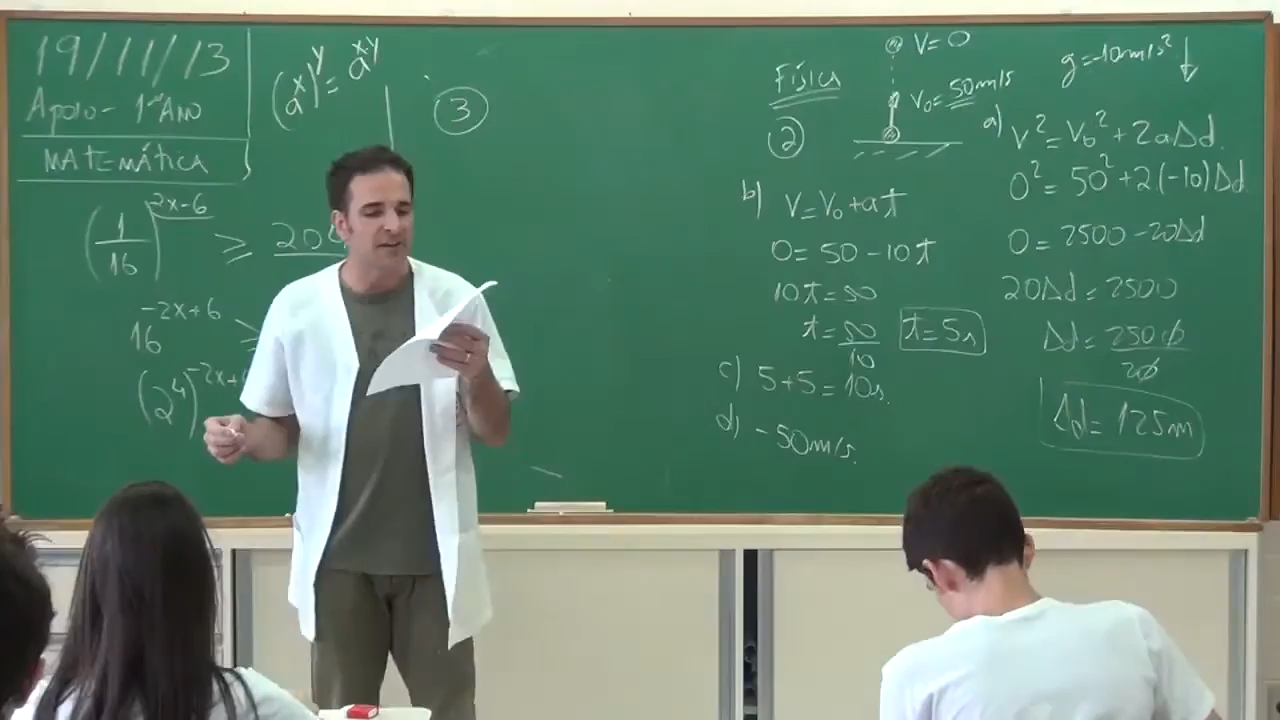 19/11/13
Apoio - 1º Ano
MATEMÁTICA
(a^x)^y = a^xy
(1/16)^2x-6 ≥ 20
16^-2x+6 ≥
(2^4)^-2x+
3
Física
2
V = 0
V₀ = 50m/s
g = -10m/s² ↓
a) V² = V₀² + 2aΔd
0² = 50² + 2(-10)Δd
0 = 2500 - 20Δd
20Δd = 2500
Δd = 2500/20
Δd = 125m
b) V = V₀ + at
0 = 50 - 10t
10t = 50
t = 50/10
t = 5s
c) 5 + 5 = 10s.
d) - 50m/s.